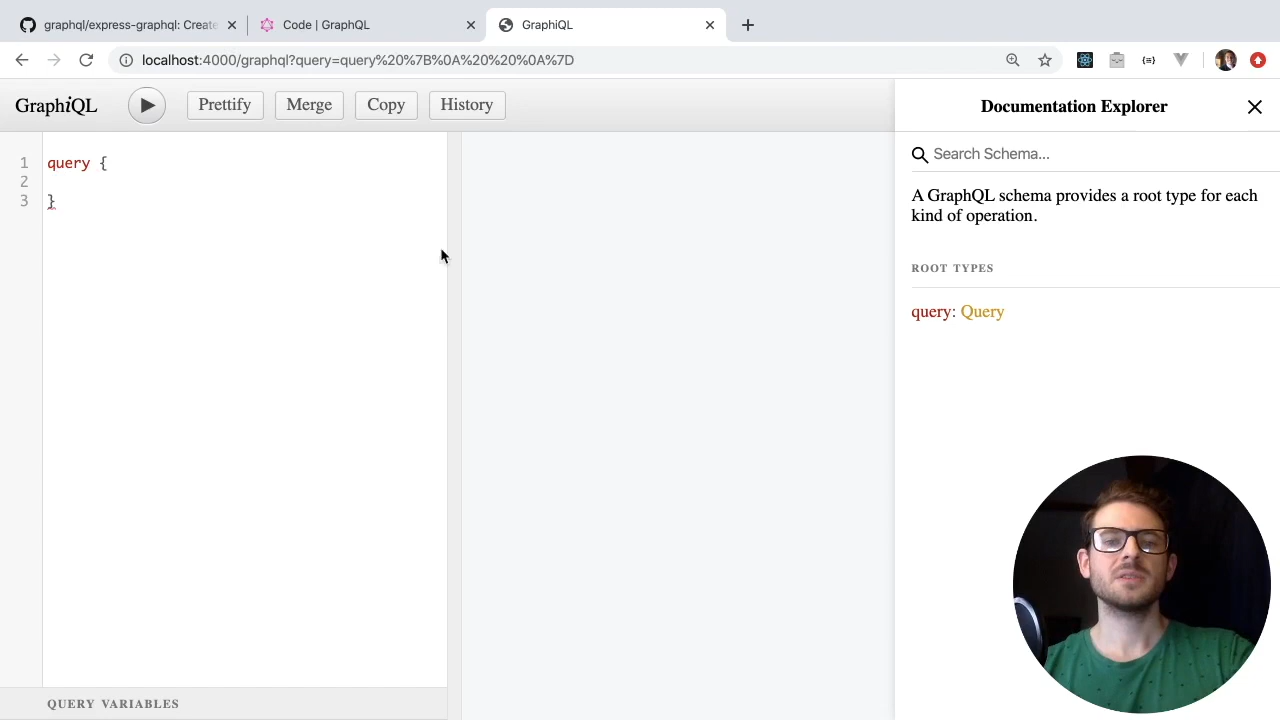 graphql/express-graphql: Create
Code | GraphQL
GraphiQL
localhost:4000/graphql?query=query%20%7B%0A%20%20%0A%7D
GraphiQL
Prettify
Merge
Copy
History
Documentation Explorer
1 query {
2
3 }
Search Schema...
A GraphQL schema provides a root type for each
kind of operation.
ROOT TYPES
query: Query
QUERY VARIABLES